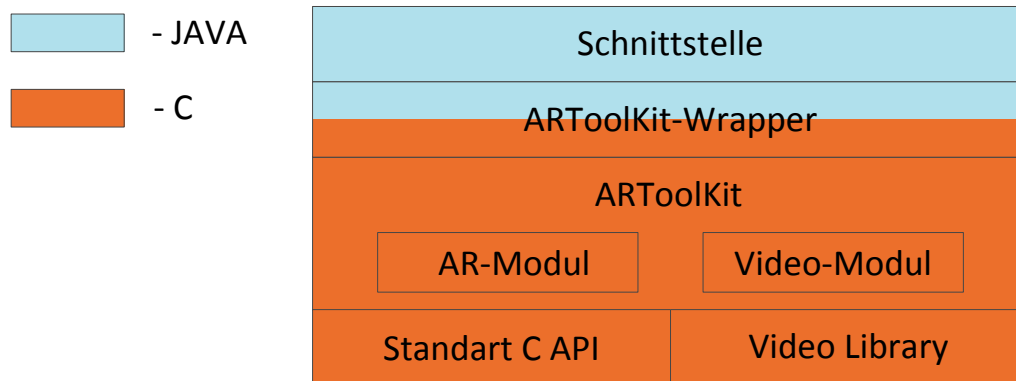 - JAVA
- C
Schnittstelle
ARToolKit-Wrapper
ARToolKit
AR-Modul
Video-Modul
Standart C API
Video Library